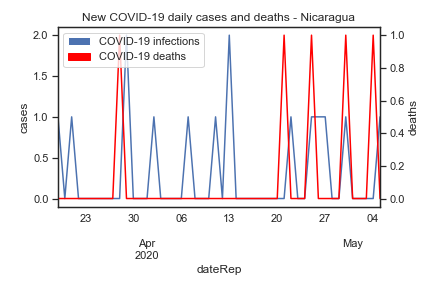 New COVID-19 daily cases and deaths - Nicaragua
COVID-19 infections
COVID-19 deaths
cases
2.0
1.5
1.0
0.5
0.0
deaths
1.0
0.8
0.6
0.4
0.2
0.0
23 30 06 13 20 27 04
Apr May
2020
dateRep